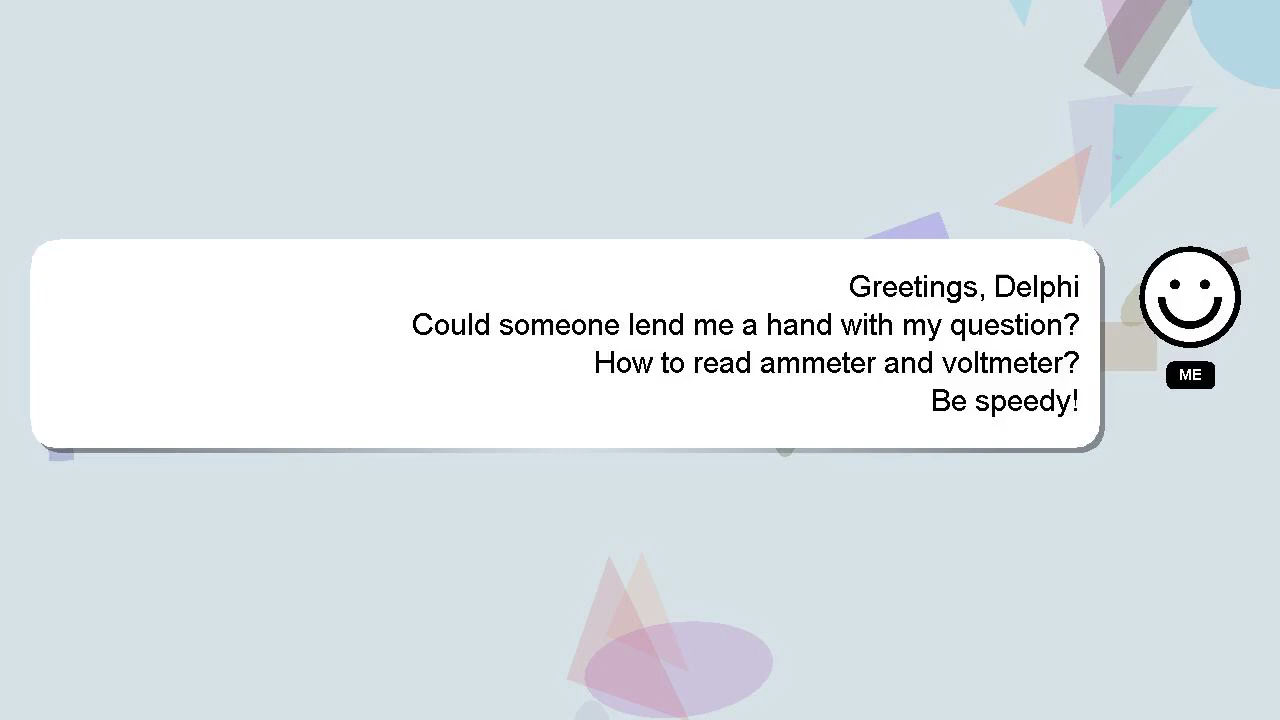 Greetings, Delphi
Could someone lend me a hand with my question?
How to read ammeter and voltmeter?
Be speedy!
ME